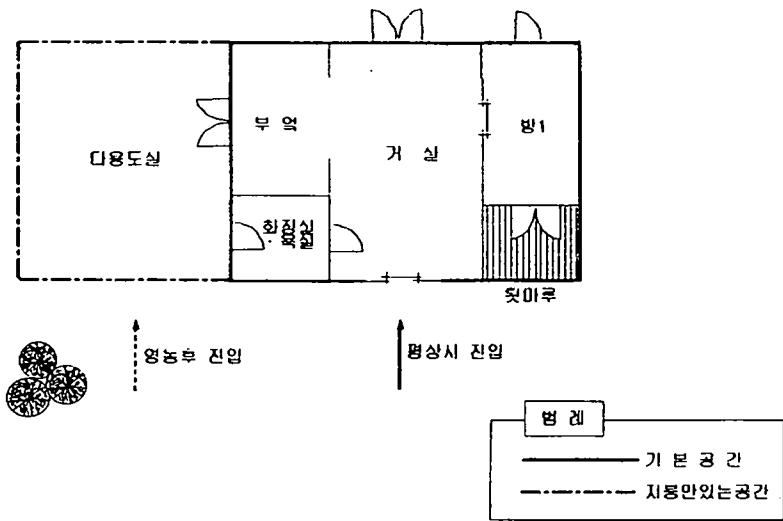 부 엌
방1
거 실
다용도실
화장실
· 욕실
툇마루
영농후 진입
평상시 진입
범 례
기 본 공 간
지붕만있는공간